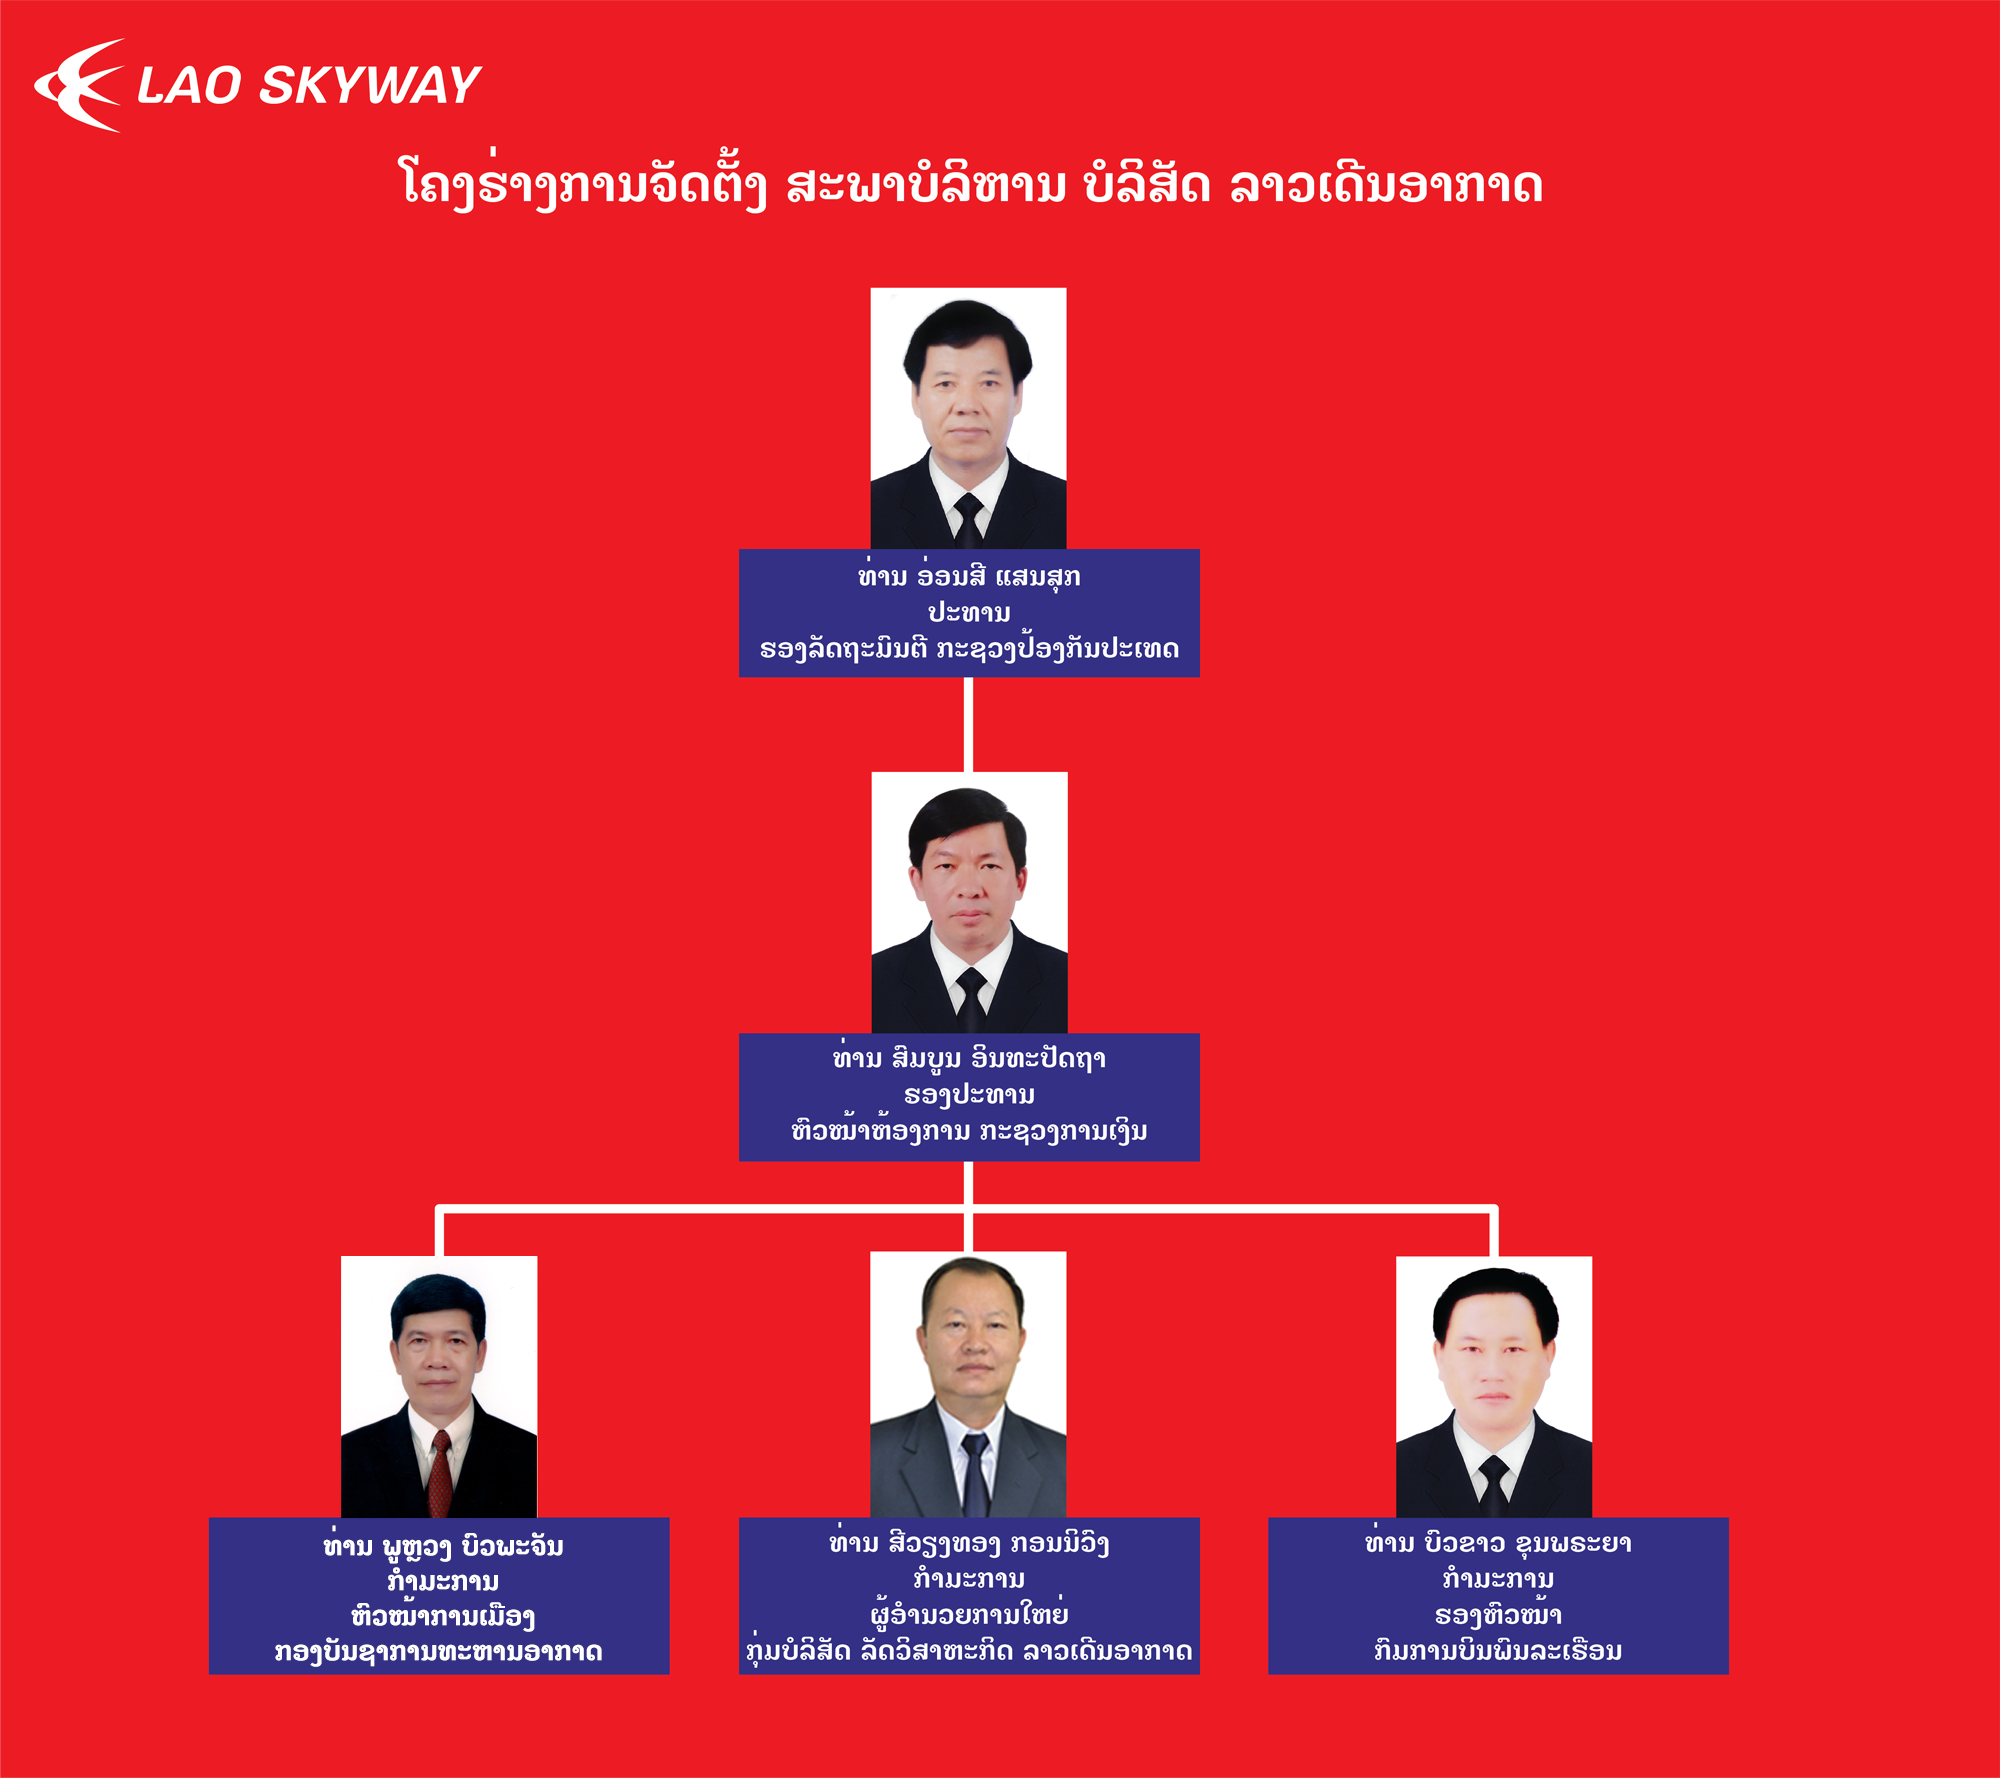 LAO SKYWAY
ໂຄງຮ່າງການຈັດຕັ້ງ ສະພາບໍລິຫານ ບໍລິສັດ ລາວເດີນອາກາດ
ທ່ານ ອ່ອນສີ ແສນສຸກ
ປະທານ
ຮອງລັດຖະມົນຕີ ກະຊວງປ້ອງກັນປະເທດ
ທ່ານ ສົມບູນ ອິນທະປັດຖາ
ຮອງປະທານ
ຫົວໜ້າຫ້ອງການ ກະຊວງການເງິນ
ທ່ານ ພູຫຼວງ ບົວພະຈັນ
ກຳມະການ
ຫົວໜ້າການເມືອງ
ກອງບັນຊາການທະຫານອາກາດ
ທ່ານ ສີວຽງທອງ ກອນນິວົງ
ກຳມະການ
ຜູ້ອຳນວຍການໃຫຍ່
ກຸ່ມບໍລິສັດ ລັດວິສາຫະກິດ ລາວເດີນອາກາດ
ທ່ານ ບົວຂາວ ຂຸນພຣະຍາ
ກຳມະການ
ຮອງຫົວໜ້າ
ກົມການບິນພົນລະເຮືອນ